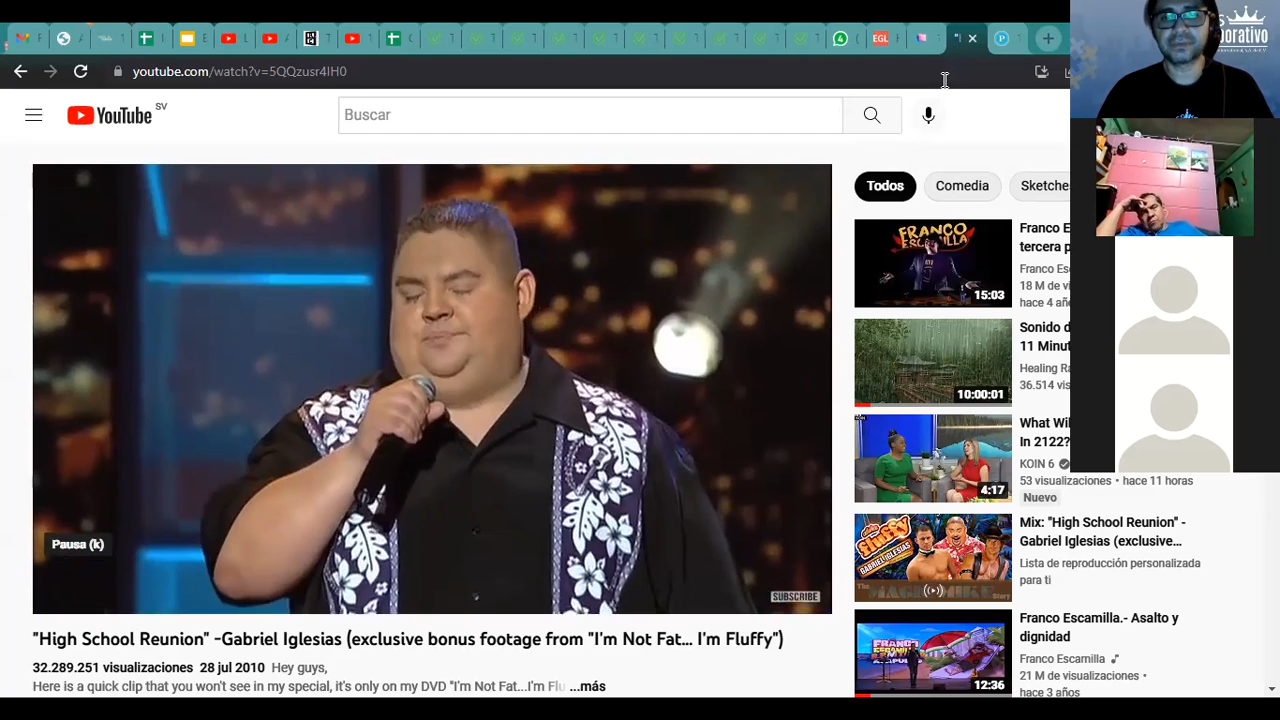 EGL
youtube.com/watch?v=5QQzusr4lH0
YouTube SV
Buscar
Pausa (k)
SUBSCRIBE
"High School Reunion" -Gabriel Iglesias (exclusive bonus footage from "I'm Not Fat... I'm Fluffy")
32.289.251 visualizaciones 28 jul 2010 Hey guys,
Here is a quick clip that you won't see in my special, it's only on my DVD "I'm Not Fat...I'm Flu ...más
Todos
Comedia
Sketche
FRANCO ESCAMILLA
15:03
Franco E
tercera p
Franco Es
18 M de vi
hace 4 añ
10:00:01
Sonido d
11 Minut
Healing Ra
36.514 vis
4:17
What Wil
In 2122?
KOIN 6
53 visualizaciones • hace 11 horas
Nuevo
fluffy
GABRIEL IGLESIAS
Mix: "High School Reunion" -
Gabriel Iglesias (exclusive...
Lista de reproducción personalizada
para ti
12:36
Franco Escamilla.- Asalto y
dignidad
Franco Escamilla
21 M de visualizaciones •
hace 3 años
orativo